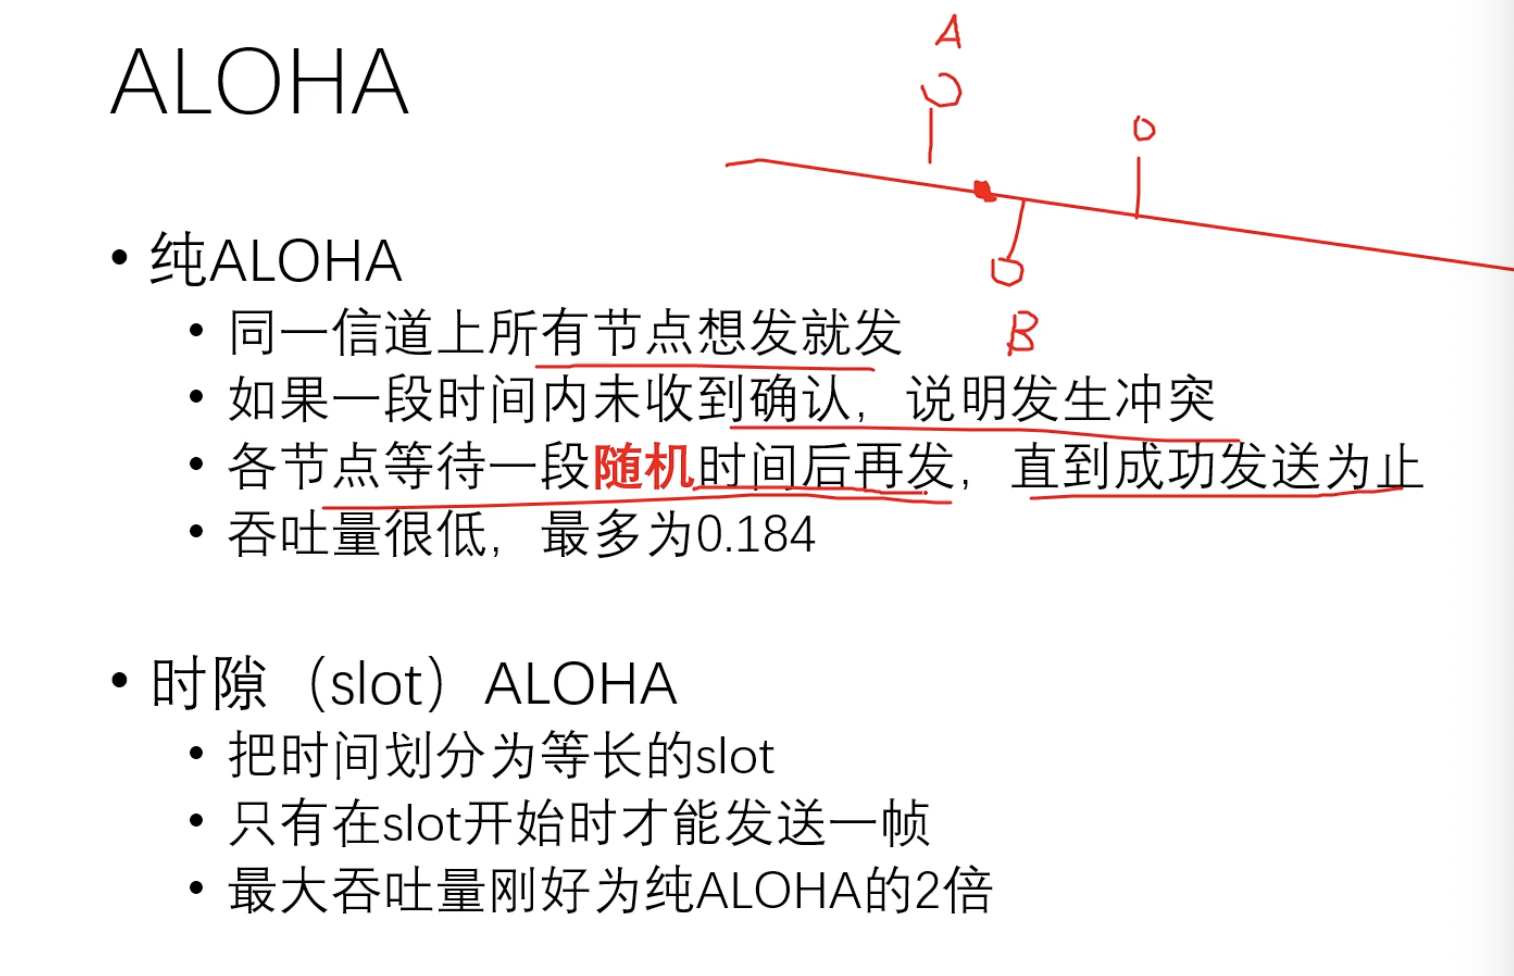 A
ALOHA
• 纯ALOHA
B
• 同一信道上所有节点想发就发
• 如果一段时间内未收到确认，说明发生冲突
• 各节点等待一段随机时间后再发，直到成功发送为止
• 吞吐量很低，最多为0.184
• 时隙（slot）ALOHA
• 把时间划分为等长的slot
• 只有在slot开始时才能发送一帧
• 最大吞吐量刚好为纯ALOHA的2倍